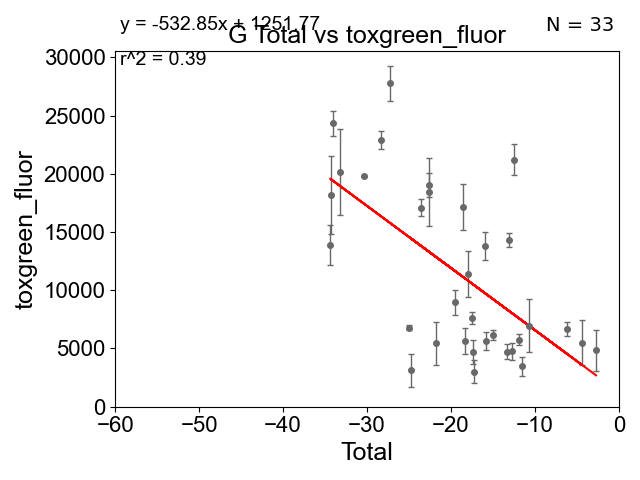 y = -532.85x + 1251.77
N = 33
G Total vs toxgreen_fluor
r^2 = 0.39
30000
25000
20000
15000
10000
5000
0
toxgreen_fluor
−60 −50 −40 −30 −20 −10 0
Total